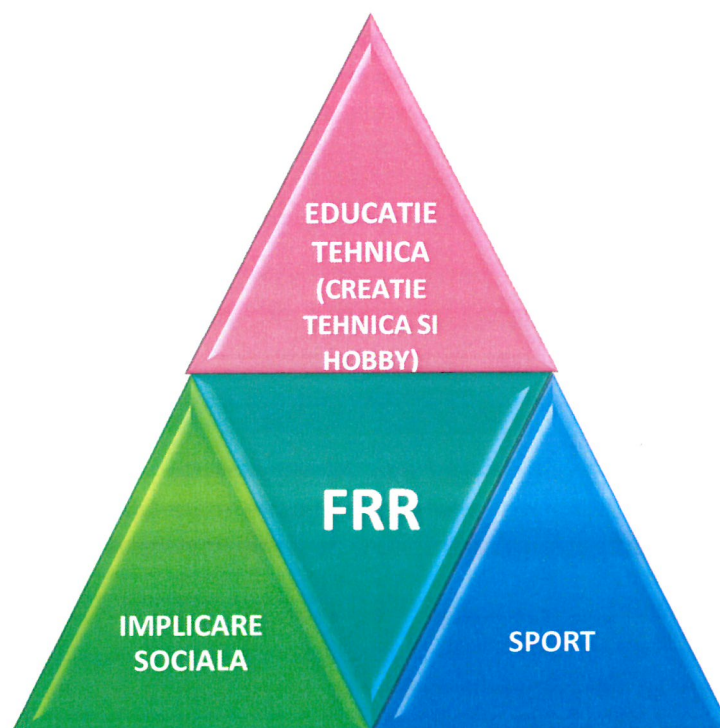 EDUCATIE
TEHNICA
(CREATIE
TEHNICA SI
HOBBY)
FRR
IMPLICARE
SOCIALA
SPORT